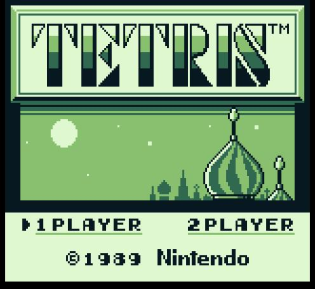 TETRIS™
1PLAYER 2PLAYER
©1989 Nintendo